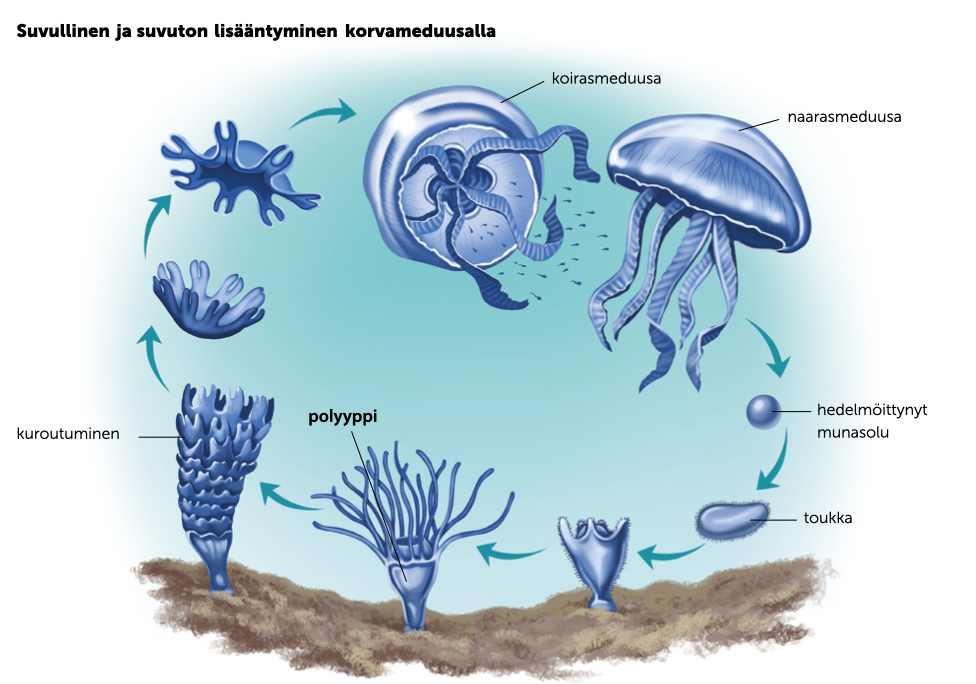 Suvullinen ja suvuton lisääntyminen korvameduusalla
koirasmeduusa
naarasmeduusa
polyyppi
kuroutuminen
hedelmöittynyt
munasolu
toukka